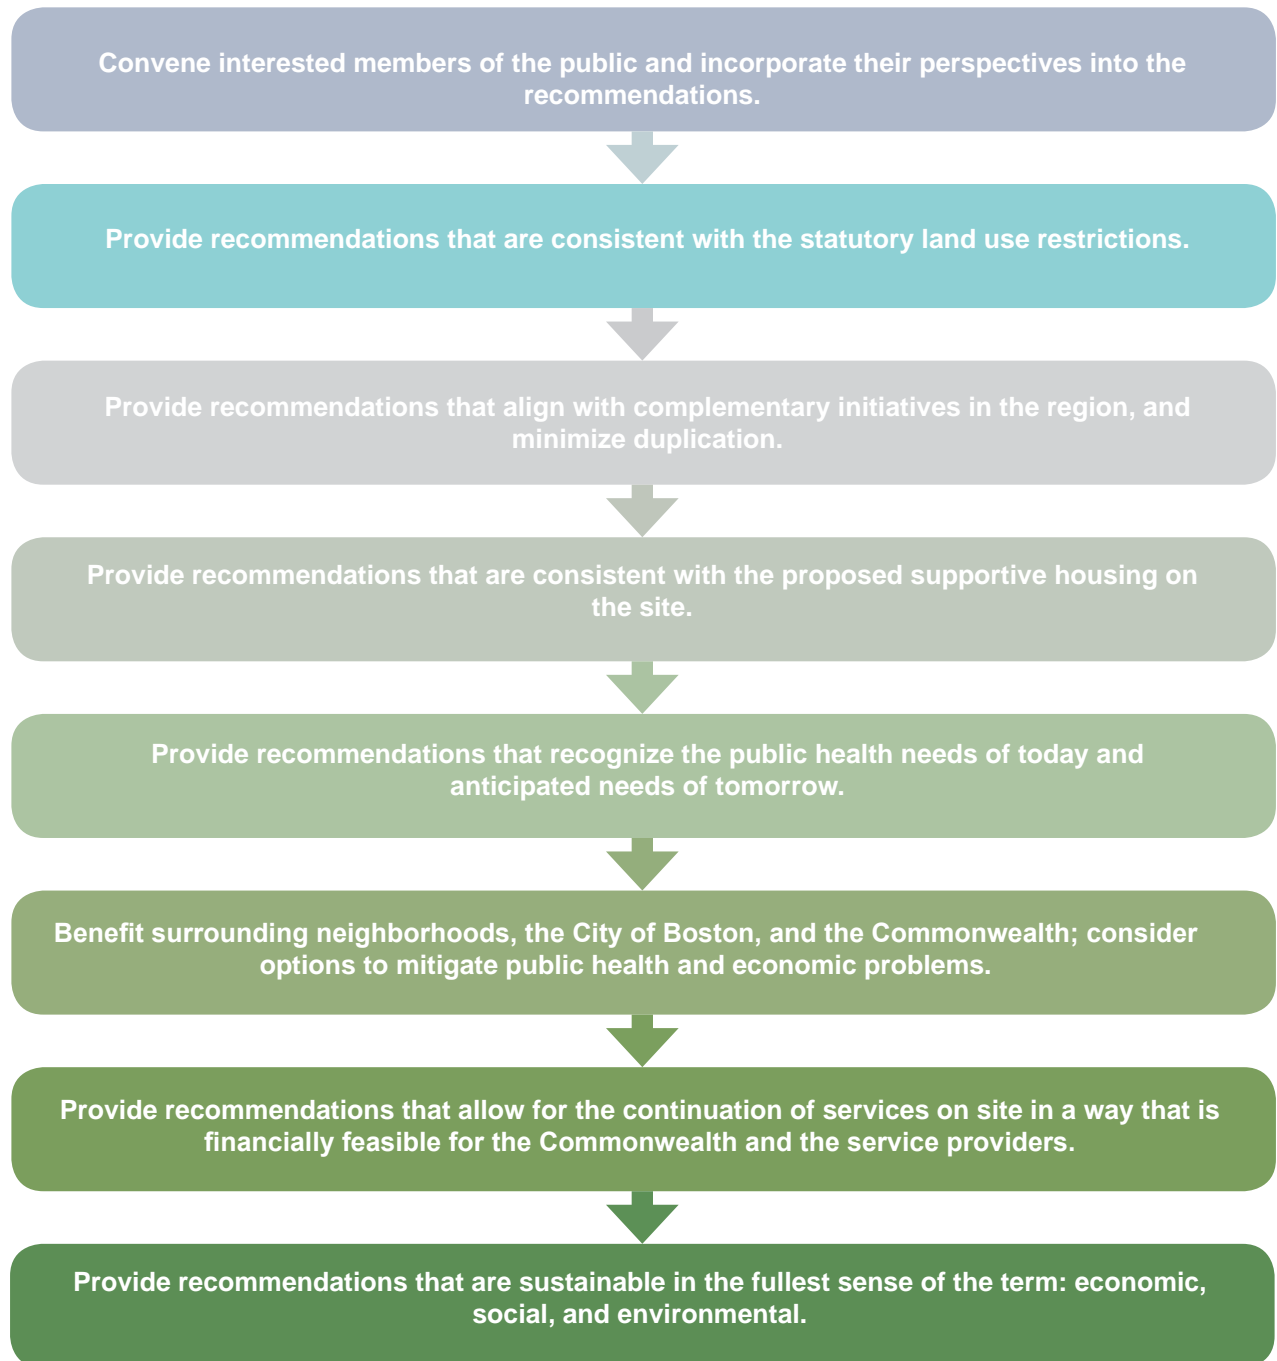 Convene interested members of the public and incorporate their perspectives into the
recommendations.
Provide recommendations that are consistent with the statutory land use restrictions.
Provide recommendations that align with complementary initiatives in the region, and
minimize duplication.
Provide recommendations that are consistent with the proposed supportive housing on
the site.
Provide recommendations that recognize the public health needs of today and
anticipated needs of tomorrow.
Benefit surrounding neighborhoods, the City of Boston, and the Commonwealth; consider
options to mitigate public health and economic problems.
Provide recommendations that allow for the continuation of services on site in a way that is
financially feasible for the Commonwealth and the service providers.
Provide recommendations that are sustainable in the fullest sense of the term: economic,
social, and environmental.